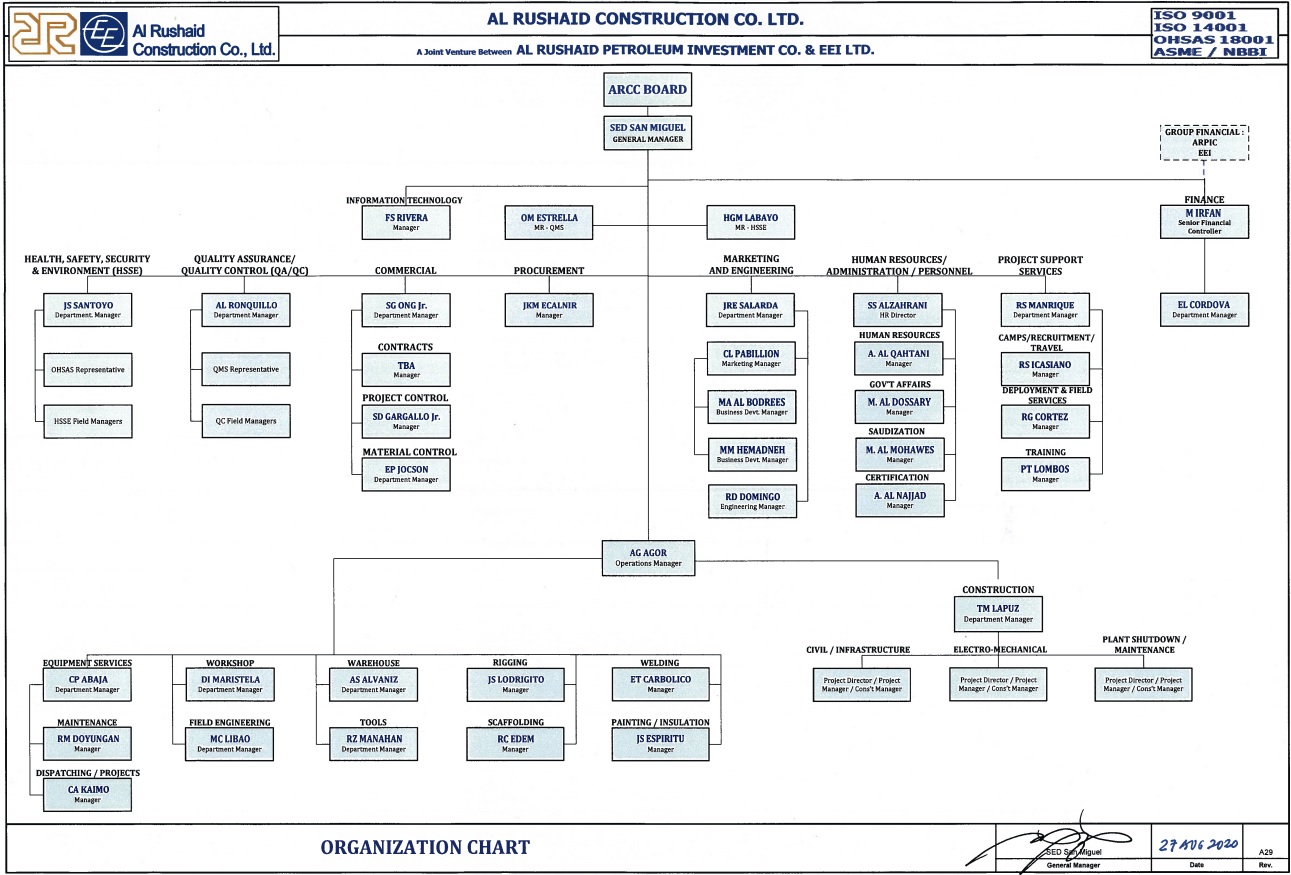 Al Rushaid
Construction Co., Ltd.
AL RUSHAID CONSTRUCTION CO. LTD.
A Joint Venture Between AL RUSHAID PETROLEUM INVESTMENT CO. & EEI LTD.
ISO 9001
ISO 14001
OHSAS 18001
ASME / NBBI
ARCC BOARD
SED SAN MIGUEL
GENERAL MANAGER
GROUP FINANCIAL :
ARPIC
EEI
INFORMATION TECHNOLOGY
FS RIVERA
Manager
OM ESTRELLA
MR - QMS
HGM LABAYO
MR - HSSE
FINANCE
M IRFAN
Senior Financial
Controller
HEALTH, SAFETY, SECURITY
& ENVIRONMENT (HSSE)
JS SANTOYO
Department. Manager
OHSAS Representative
HSSE Field Managers
QUALITY ASSURANCE/
QUALITY CONTROL (QA/QC)
AL RONQUILLO
Department Manager
QMS Representative
QC Field Managers
COMMERCIAL
SG ONG Jr.
Department Manager
CONTRACTS
TBA
Manager
PROJECT CONTROL
SD GARGALLO Jr.
Manager
MATERIAL CONTROL
EP JOCSON
Department Manager
PROCUREMENT
JKM ECALNIR
Manager
MARKETING
AND ENGINEERING
JRE SALARDA
Department Manager
CL PABILLION
Marketing Manager
MA AL BODREES
Business Devt. Manager
MM HEMADNEH
Business Devt. Manager
RD DOMINGO
Engineering Manager
HUMAN RESOURCES/
ADMINISTRATION / PERSONNEL
SS ALZAHRANI
HR Director
HUMAN RESOURCES
A. AL QAHTANI
Manager
GOV'T AFFAIRS
M. AL DOSSARY
Manager
SAUDIZATION
M. AL MOHAWES
Manager
CERTIFICATION
A. AL NAJJAD
Manager
PROJECT SUPPORT
SERVICES
RS MANRIQUE
Department Manager
CAMPS/RECRUITMENT/
TRAVEL
RS ICASIANO
Manager
DEPLOYMENT & FIELD
SERVICES
RG CORTEZ
Manager
TRAINING
PT LOMBOS
Manager
EL CORDOVA
Department Manager
AG AGOR
Operations Manager
CONSTRUCTION
TM LAPUZ
Department Manager
CIVIL / INFRASTRUCTURE
Project Director / Project
Manager / Cons't Manager
ELECTRO-MECHANICAL
Project Director / Project
Manager / Cons't Manager
PLANT SHUTDOWN /
MAINTENANCE
Project Director / Project
Manager / Cons't Manager
EQUIPMENT SERVICES
CP ABAJA
Department Manager
MAINTENANCE
RM DOYUNGAN
Manager
DISPATCHING / PROJECTS
CA KAIMO
Manager
WORKSHOP
DI MARISTELA
Department Manager
FIELD ENGINEERING
MC LIBAO
Department Manager
WAREHOUSE
AS ALVANIZ
Department Manager
TOOLS
RZ MANAHAN
Department Manager
RIGGING
JS LODRIGITO
Manager
SCAFFOLDING
RC EDEM
Manager
WELDING
ET CARBOLICO
Manager
PAINTING / INSULATION
JS ESPIRITU
Manager
ORGANIZATION CHART
SED San Miguel
General Manager
27 AUG 2020
Date
A29
Rev.